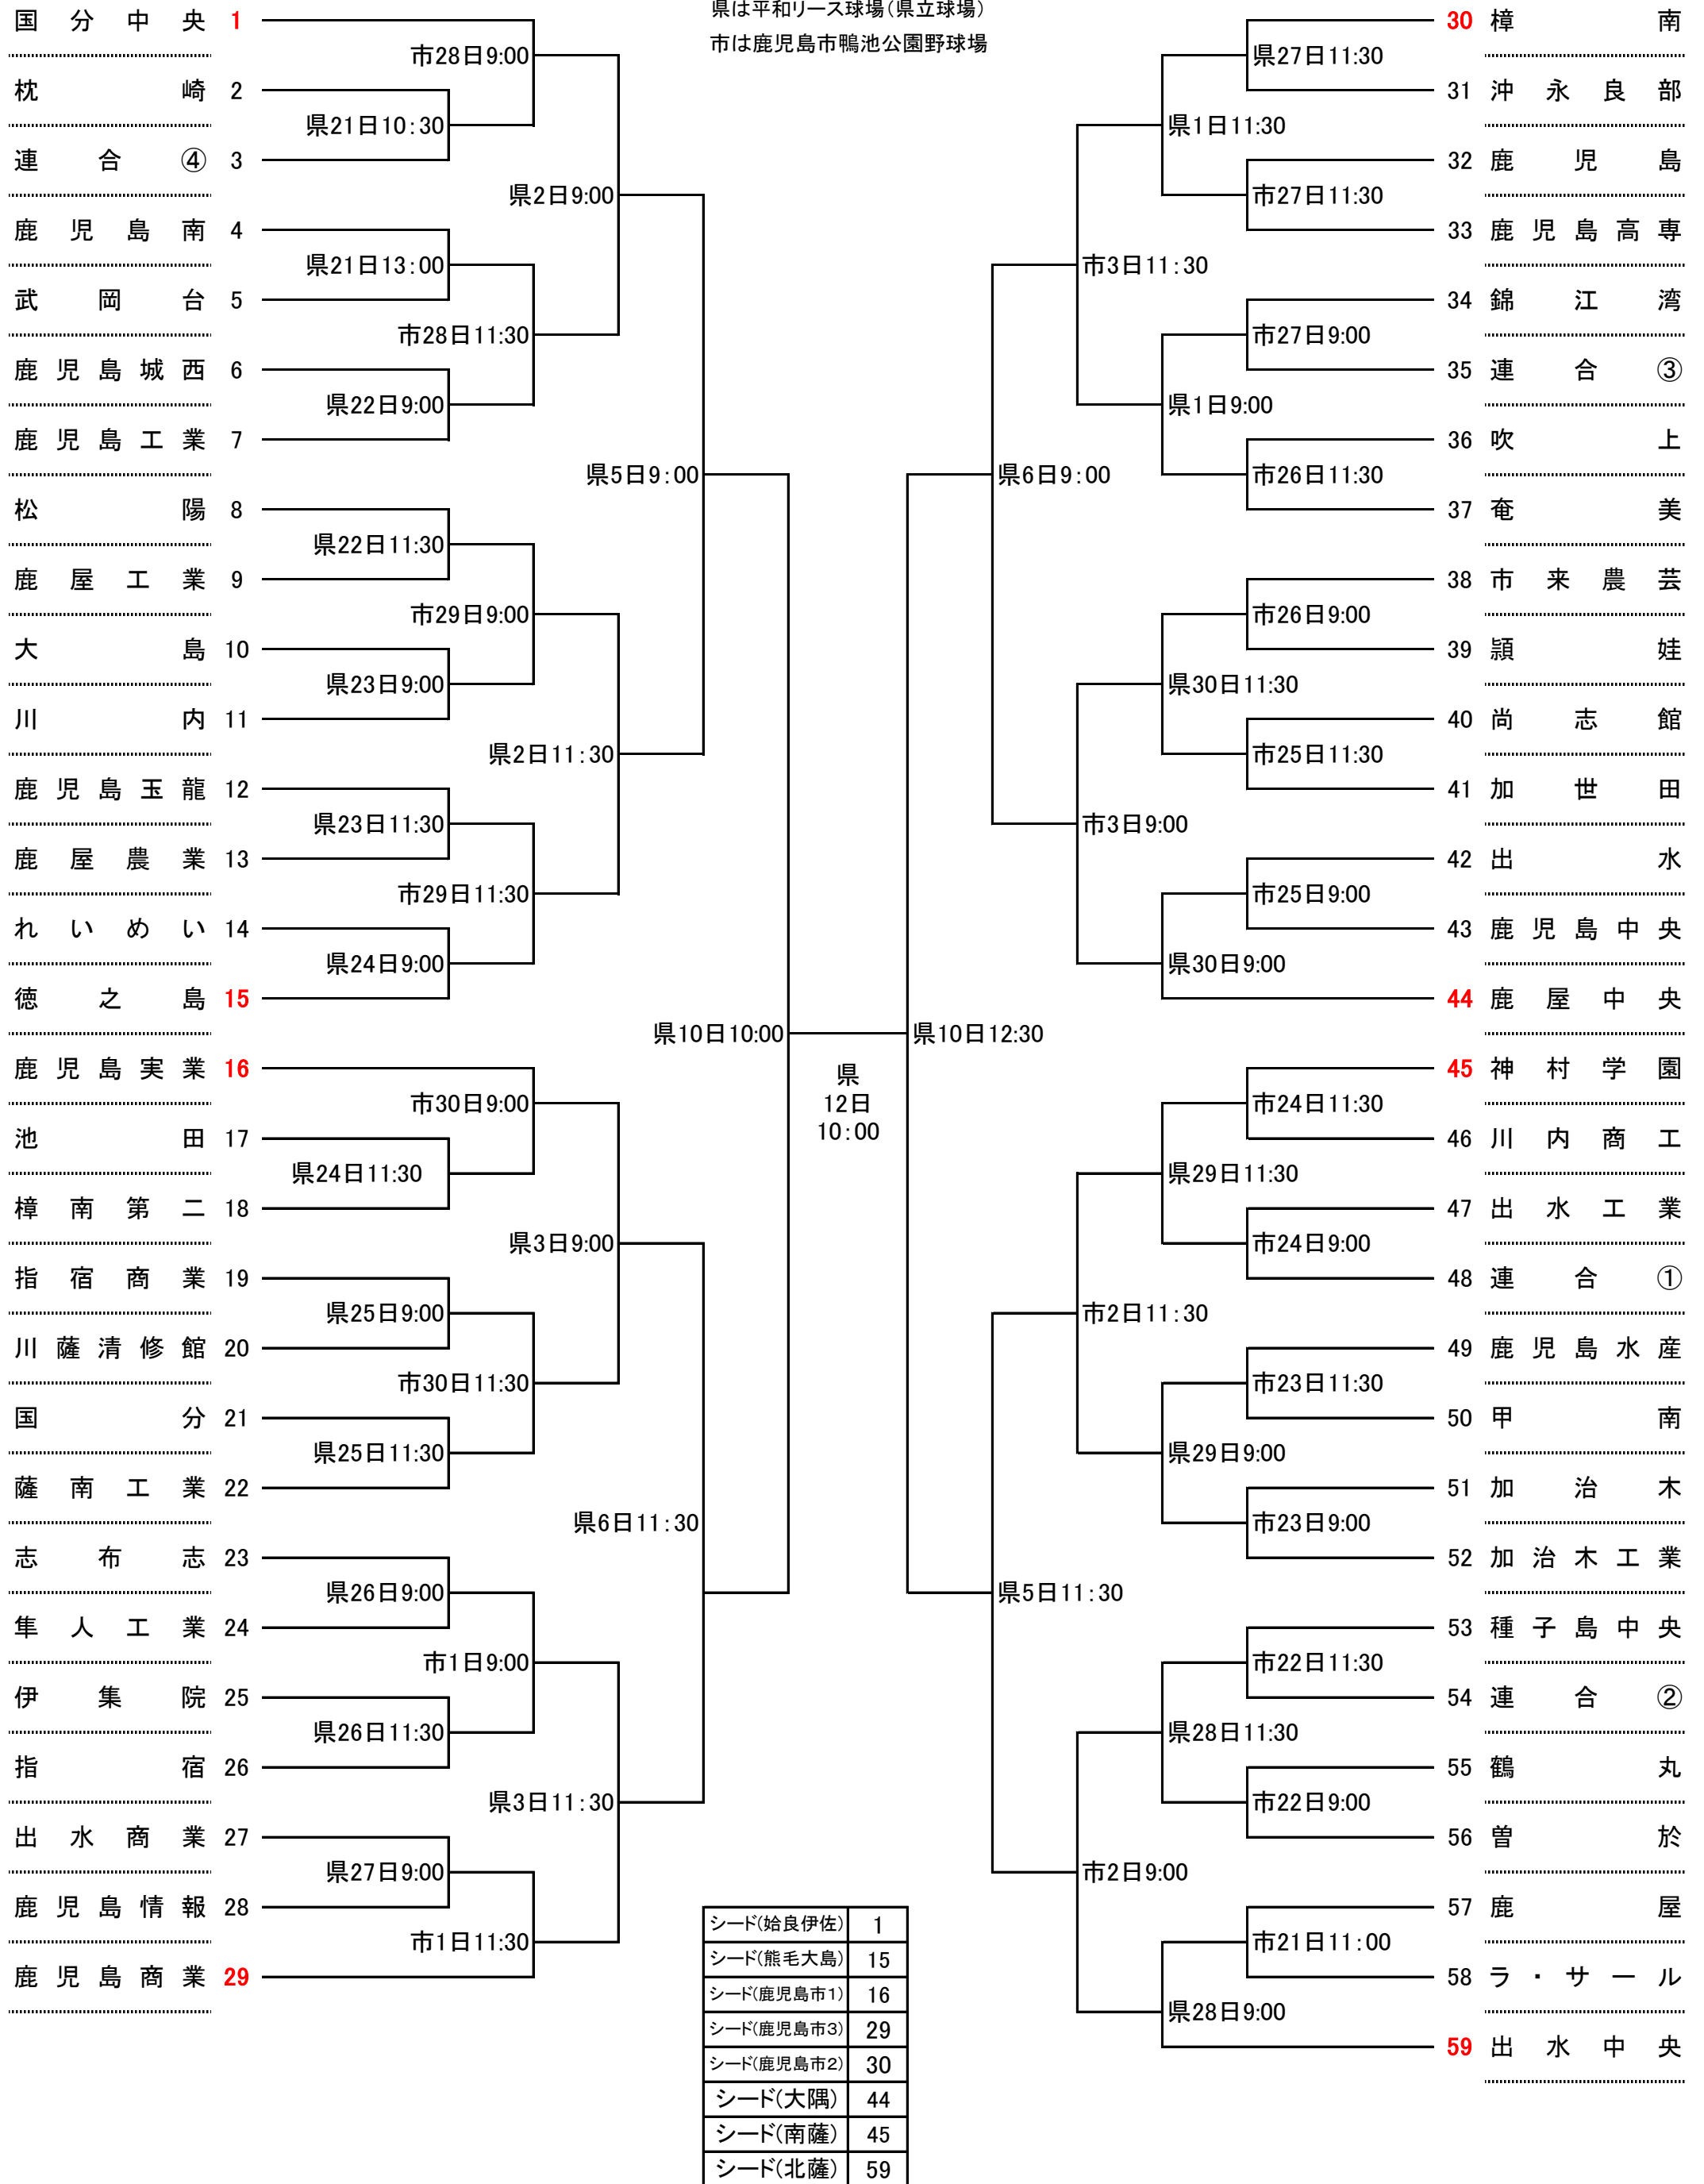 県は平和リース球場(県立球場)
市は鹿児島市鴨池公園野球場
国分中央 1
市28日9:00
枕崎 2
県21日10:30
連合④ 3
県2日9:00
鹿児島南 4
県21日13:00
武岡台 5
市28日11:30
鹿児島城西 6
県22日9:00
鹿児島工業 7
県5日9:00
松陽 8
県22日11:30
鹿屋工業 9
市29日9:00
大島 10
県23日9:00
川内 11
県2日11:30
鹿児島玉龍 12
県23日11:30
鹿屋農業 13
市29日11:30
れいめい 14
県24日9:00
徳之島 15
県10日10:00
鹿児島実業 16
市30日9:00
池田 17
県24日11:30
樟南第二 18
県3日9:00
指宿商業 19
県25日9:00
川薩清修館 20
市30日11:30
国分 21
県25日11:30
薩南工業 22
県6日11:30
志布志 23
県26日9:00
隼人工業 24
市1日9:00
伊集院 25
県26日11:30
指宿 26
県3日11:30
出水商業 27
県27日9:00
鹿児島情報 28
市1日11:30
鹿児島商業 29
県
12日
10:00
30 樟南
県27日11:30
31 沖永良部
県1日11:30
32 鹿児島
市27日11:30
33 鹿児島高専
市3日11:30
34 錦江湾
市27日9:00
35 連合③
県1日9:00
36 吹上
市26日11:30
37 奄美
県6日9:00
38 市来農芸
市26日9:00
39 頴娃
県30日11:30
40 尚志館
市25日11:30
41 加世田
市3日9:00
42 出水
市25日9:00
43 鹿児島中央
県30日9:00
44 鹿屋中央
県10日12:30
45 神村学園
市24日11:30
46 川内商工
県29日11:30
47 出水工業
市24日9:00
48 連合①
市2日11:30
49 鹿児島水産
市23日11:30
50 甲南
県29日9:00
51 加治木
市23日9:00
52 加治木工業
県5日11:30
53 種子島中央
市22日11:30
54 連合②
県28日11:30
55 鶴丸
市22日9:00
56 曽於
市2日9:00
57 鹿屋
市21日11:00
58 ラ・サール
県28日9:00
59 出水中央
シード(姶良伊佐) 1
シード(熊毛大島) 15
シード(鹿児島市1) 16
シード(鹿児島市3) 29
シード(鹿児島市2) 30
シード(大隅) 44
シード(南薩) 45
シード(北薩) 59